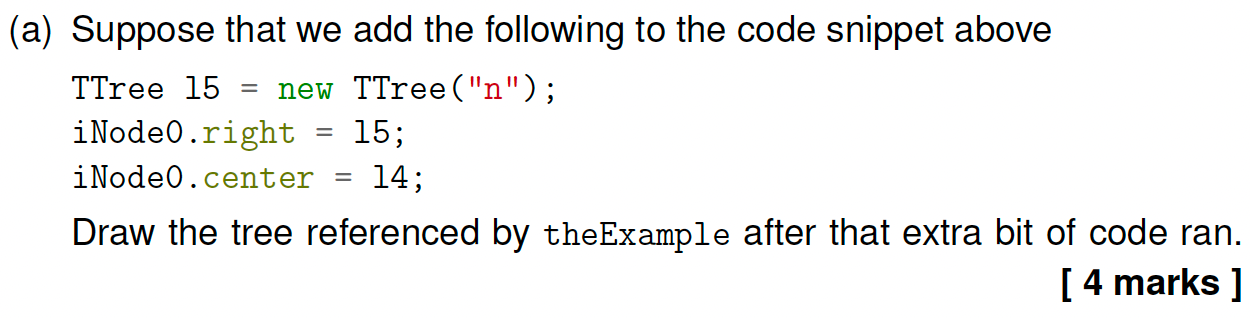 (a) Suppose that we add the following to the code snippet above
TTree l5 = new TTree("n");
iNode0.right = l5;
iNode0.center = l4;
Draw the tree referenced by theExample after that extra bit of code ran.
[ 4 marks ]